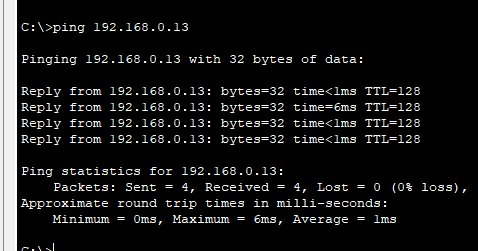 C:\>ping 192.168.0.13
Pinging 192.168.0.13 with 32 bytes of data:
Reply from 192.168.0.13: bytes=32 time<1ms TTL=128
Reply from 192.168.0.13: bytes=32 time=6ms TTL=128
Reply from 192.168.0.13: bytes=32 time<1ms TTL=128
Reply from 192.168.0.13: bytes=32 time<1ms TTL=128
Ping statistics for 192.168.0.13:
Packets: Sent = 4, Received = 4, Lost = 0 (0% loss),
Approximate round trip times in milli-seconds:
Minimum = 0ms, Maximum = 6ms, Average = 1ms
C:\>